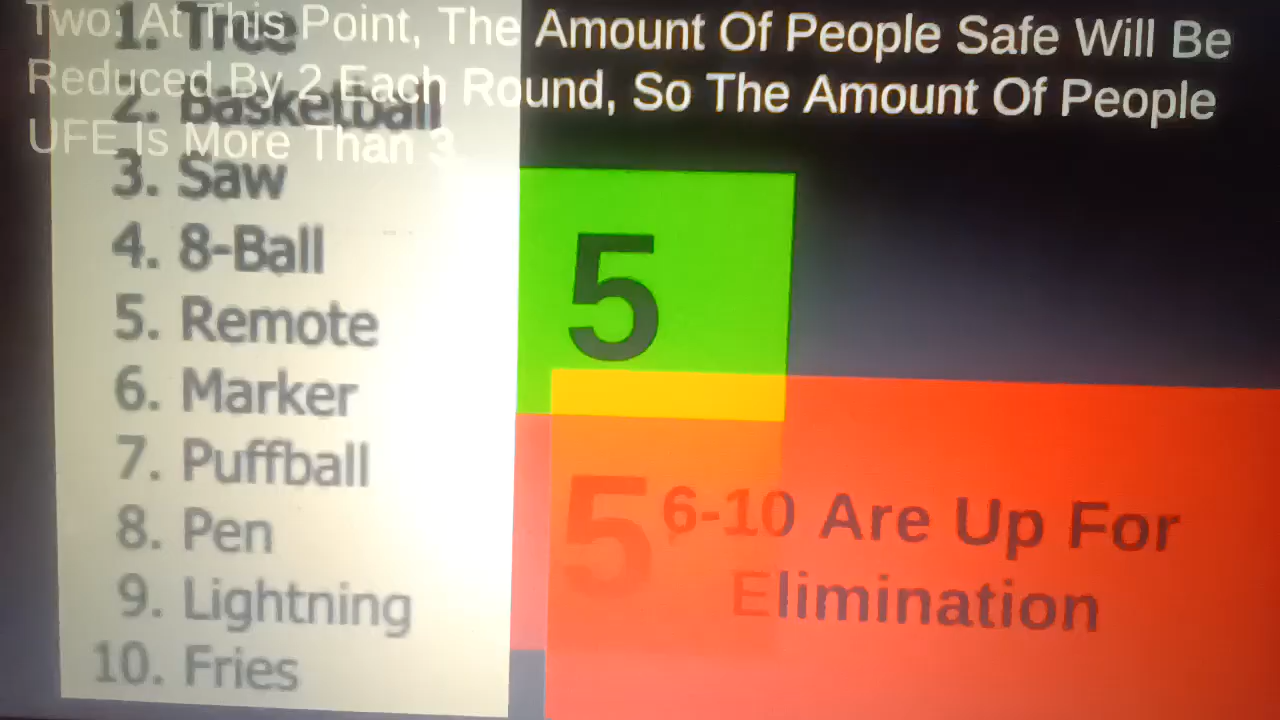 Two: At This Point, The Amount Of People Safe Will Be
Reduced By 2 Each Round, So The Amount Of People
UFE Is More Than 3.
1. Tree
2. Basketball
3. Saw
4. 8-Ball
5. Remote
6. Marker
7. Puffball
8. Pen
9. Lightning
10. Fries
5
5
6-10 Are Up For
Elimination